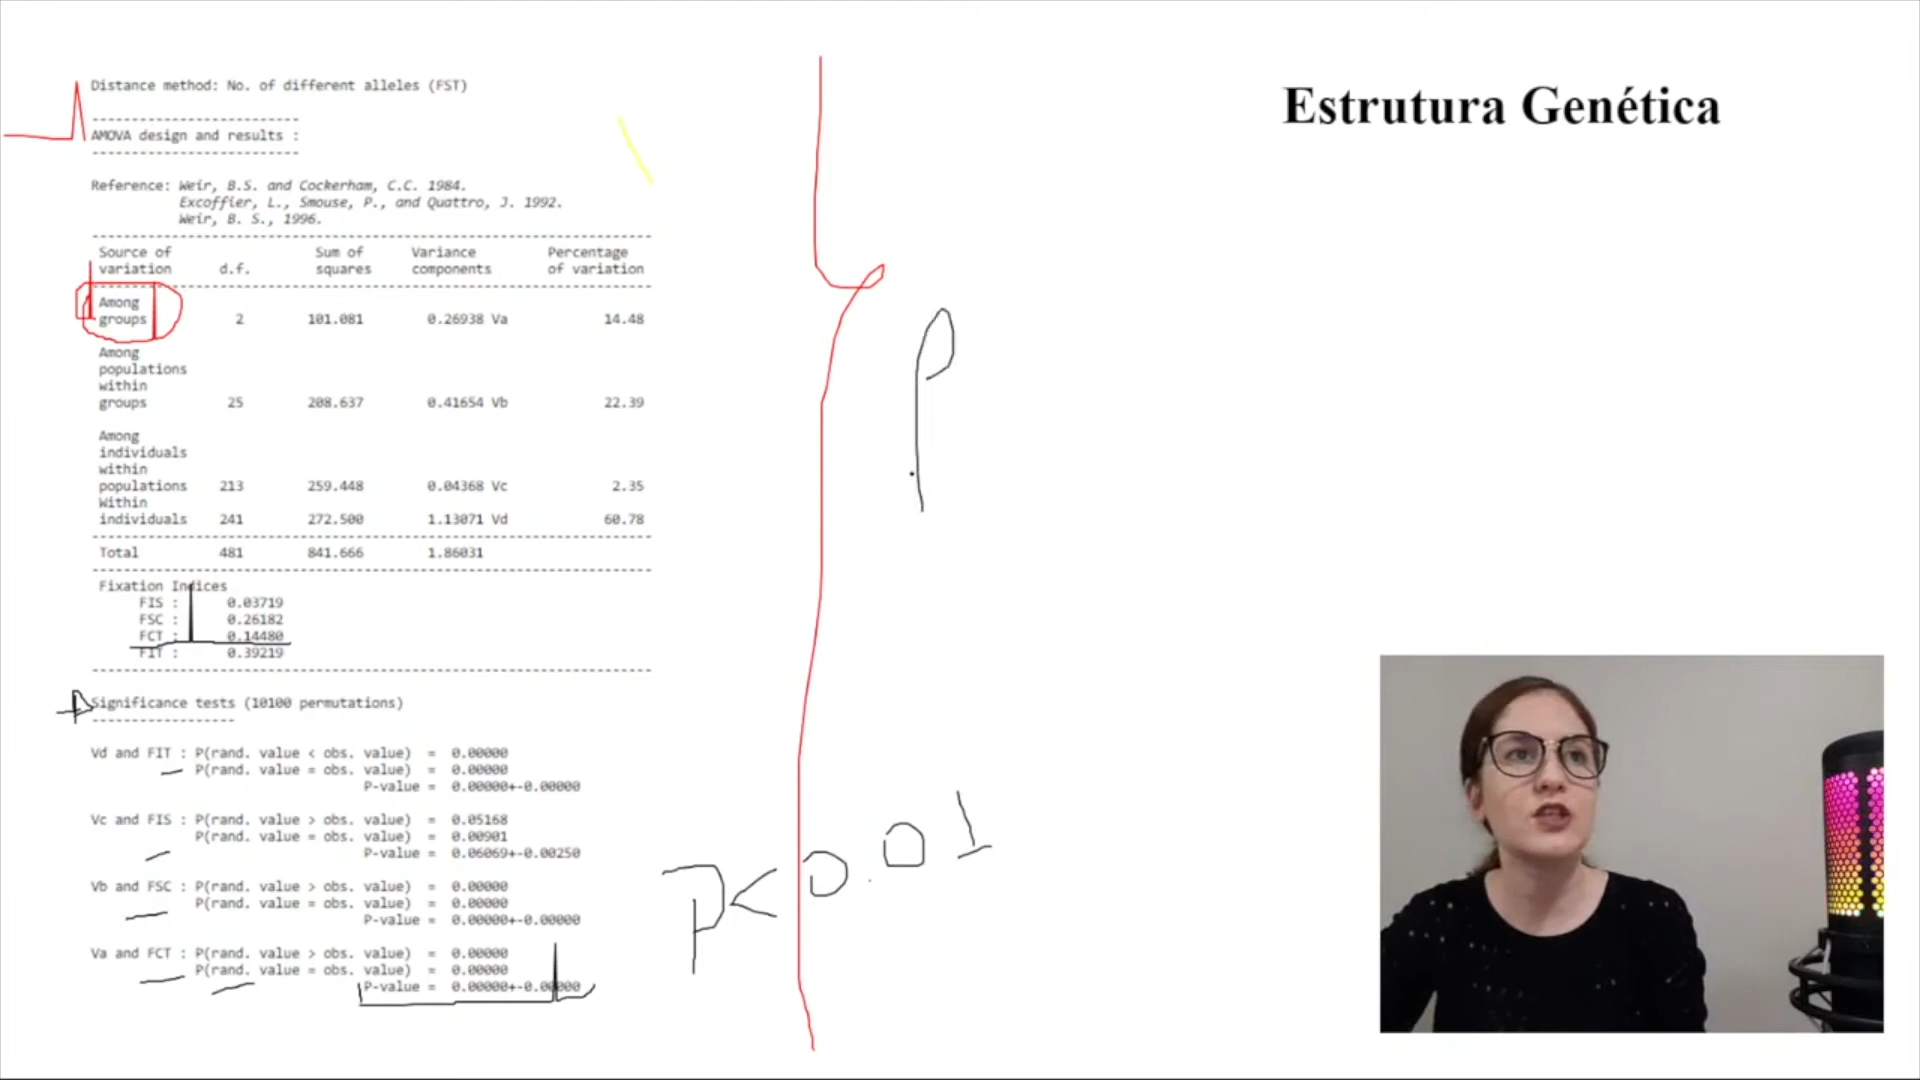 Estrutura Genética
Distance method: No. of different alleles (FST)
--------------------------
AMOVA design and results :
--------------------------
Reference: Weir, B.S. and Cockerham, C.C. 1984.
Excoffier, L., Smouse, P., and Quattro, J. 1992.
Weir, B. S., 1996.
----------------------------------------------------------------------
Source of Sum of Variance Percentage
variation d.f. squares components of variation
----------------------------------------------------------------------
Among
groups 2 101.081 0.26938 Va 14.48
Among
populations
within
groups 25 208.637 0.41654 Vb 22.39
Among
individuals
within
populations 213 259.448 0.04368 Vc 2.35
Within
individuals 241 272.500 1.13071 Vd 60.78
----------------------------------------------------------------------
Total 481 841.666 1.86031
----------------------------------------------------------------------
Fixation Indices
FIS : 0.03719
FSC : 0.26182
FCT : 0.14480
FIT : 0.39219
----------------------------------------------------------------------
Significance tests (10100 permutations)
------------------
Vd and FIT : P(rand. value < obs. value) = 0.00000
P(rand. value = obs. value) = 0.00000
P-value = 0.00000+-0.00000
Vc and FIS : P(rand. value > obs. value) = 0.05168
P(rand. value = obs. value) = 0.00901
P-value = 0.06069+-0.00250
Vb and FSC : P(rand. value > obs. value) = 0.00000
P(rand. value = obs. value) = 0.00000
P-value = 0.00000+-0.00000
Va and FCT : P(rand. value > obs. value) = 0.00000
P(rand. value = obs. value) = 0.00000
P-value = 0.00000+-0.00000
P
P<0.01